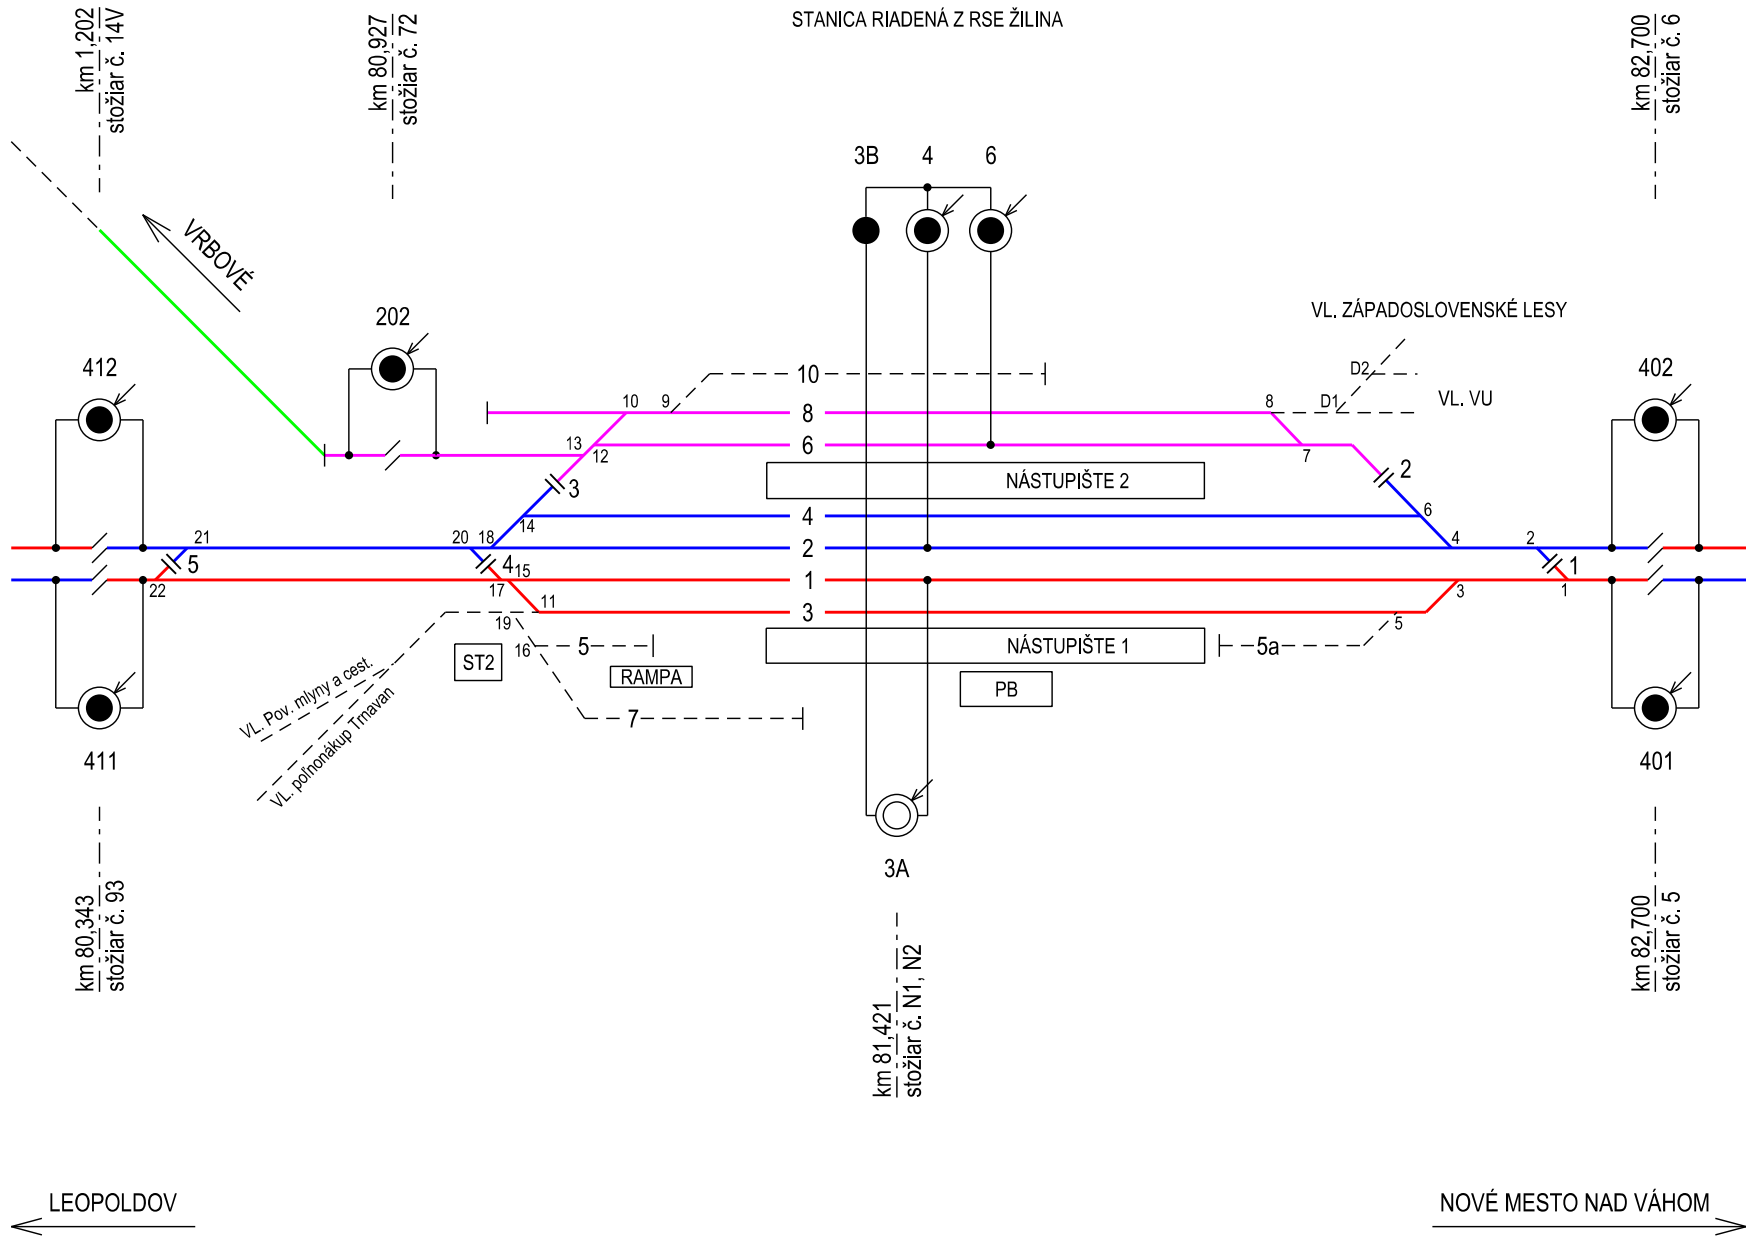 STANICA RIADENÁ Z RSE ŽILINA
km 1,202
stožiar č. 14V
km 80,927
stožiar č. 72
km 82,700
stožiar č. 6
3B 4 6
VRBOVÉ
202
412
402
VL. ZÁPADOSLOVENSKÉ LESY
D2
D1
VL. VU
10
10 9 8
8
13
12
6
7
NÁSTUPIŠTE 2
2
3
14
4
6
21
20 18
2
4 2
5
22
4
15
17
1
3
1
1
11
3
19
5
16
5
ST2
RAMPA
NÁSTUPIŠTE 1
5a
PB
7
VL. Pov. mlyny a cest.
VL. poľnonákup Trnavan
411
401
3A
km 80,343
stožiar č. 93
km 81,421
stožiar č. N1, N2
km 82,700
stožiar č. 5
LEOPOLDOV
NOVÉ MESTO NAD VÁHOM